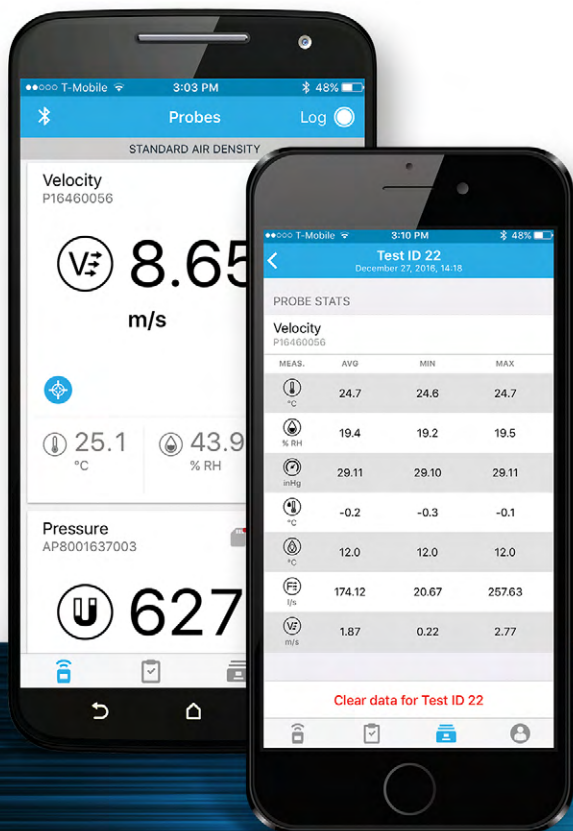 ●●○○○ T-Mobile 3:03 PM 48%
Probes Log
STANDARD AIR DENSITY
Velocity
P16460056
8.65
m/s
25.1 43.9
°C % RH
Pressure
AP8001637003
627
●●○○○ T-Mobile 3:10 PM 48%
Test ID 22
December 27, 2016, 14:18
PROBE STATS
Velocity
P16460056
MEAS. AVG MIN MAX
24.7 24.6 24.7
°C
19.4 19.2 19.5
% RH
29.11 29.10 29.11
inHg
-0.2 -0.3 -0.1
°C
12.0 12.0 12.0
°C
174.12 20.67 257.63
l/s
1.87 0.22 2.77
m/s
Clear data for Test ID 22